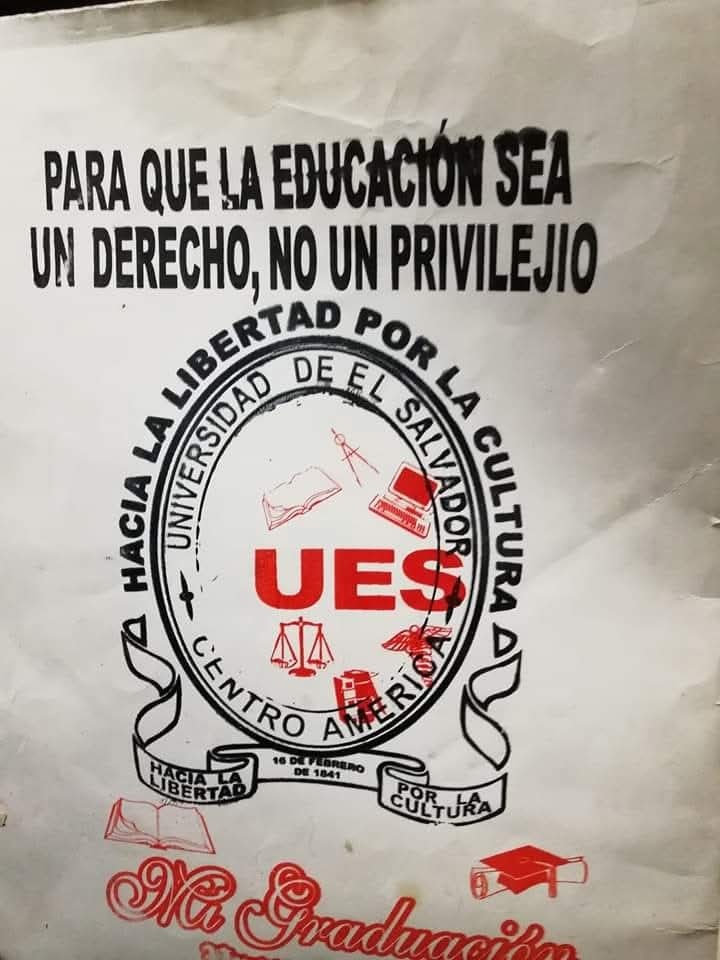 PARA QUE LA EDUCACIÓN SEA
UN DERECHO, NO UN PRIVILEJIO
HACIA LA LIBERTAD POR LA CULTURA
UNIVERSIDAD DE EL SALVADOR
UES
CENTRO AMERICA
16 DE FEBRERO
DE 1841
HACIA LA
LIBERTAD
POR LA
CULTURA
Mi Graduación